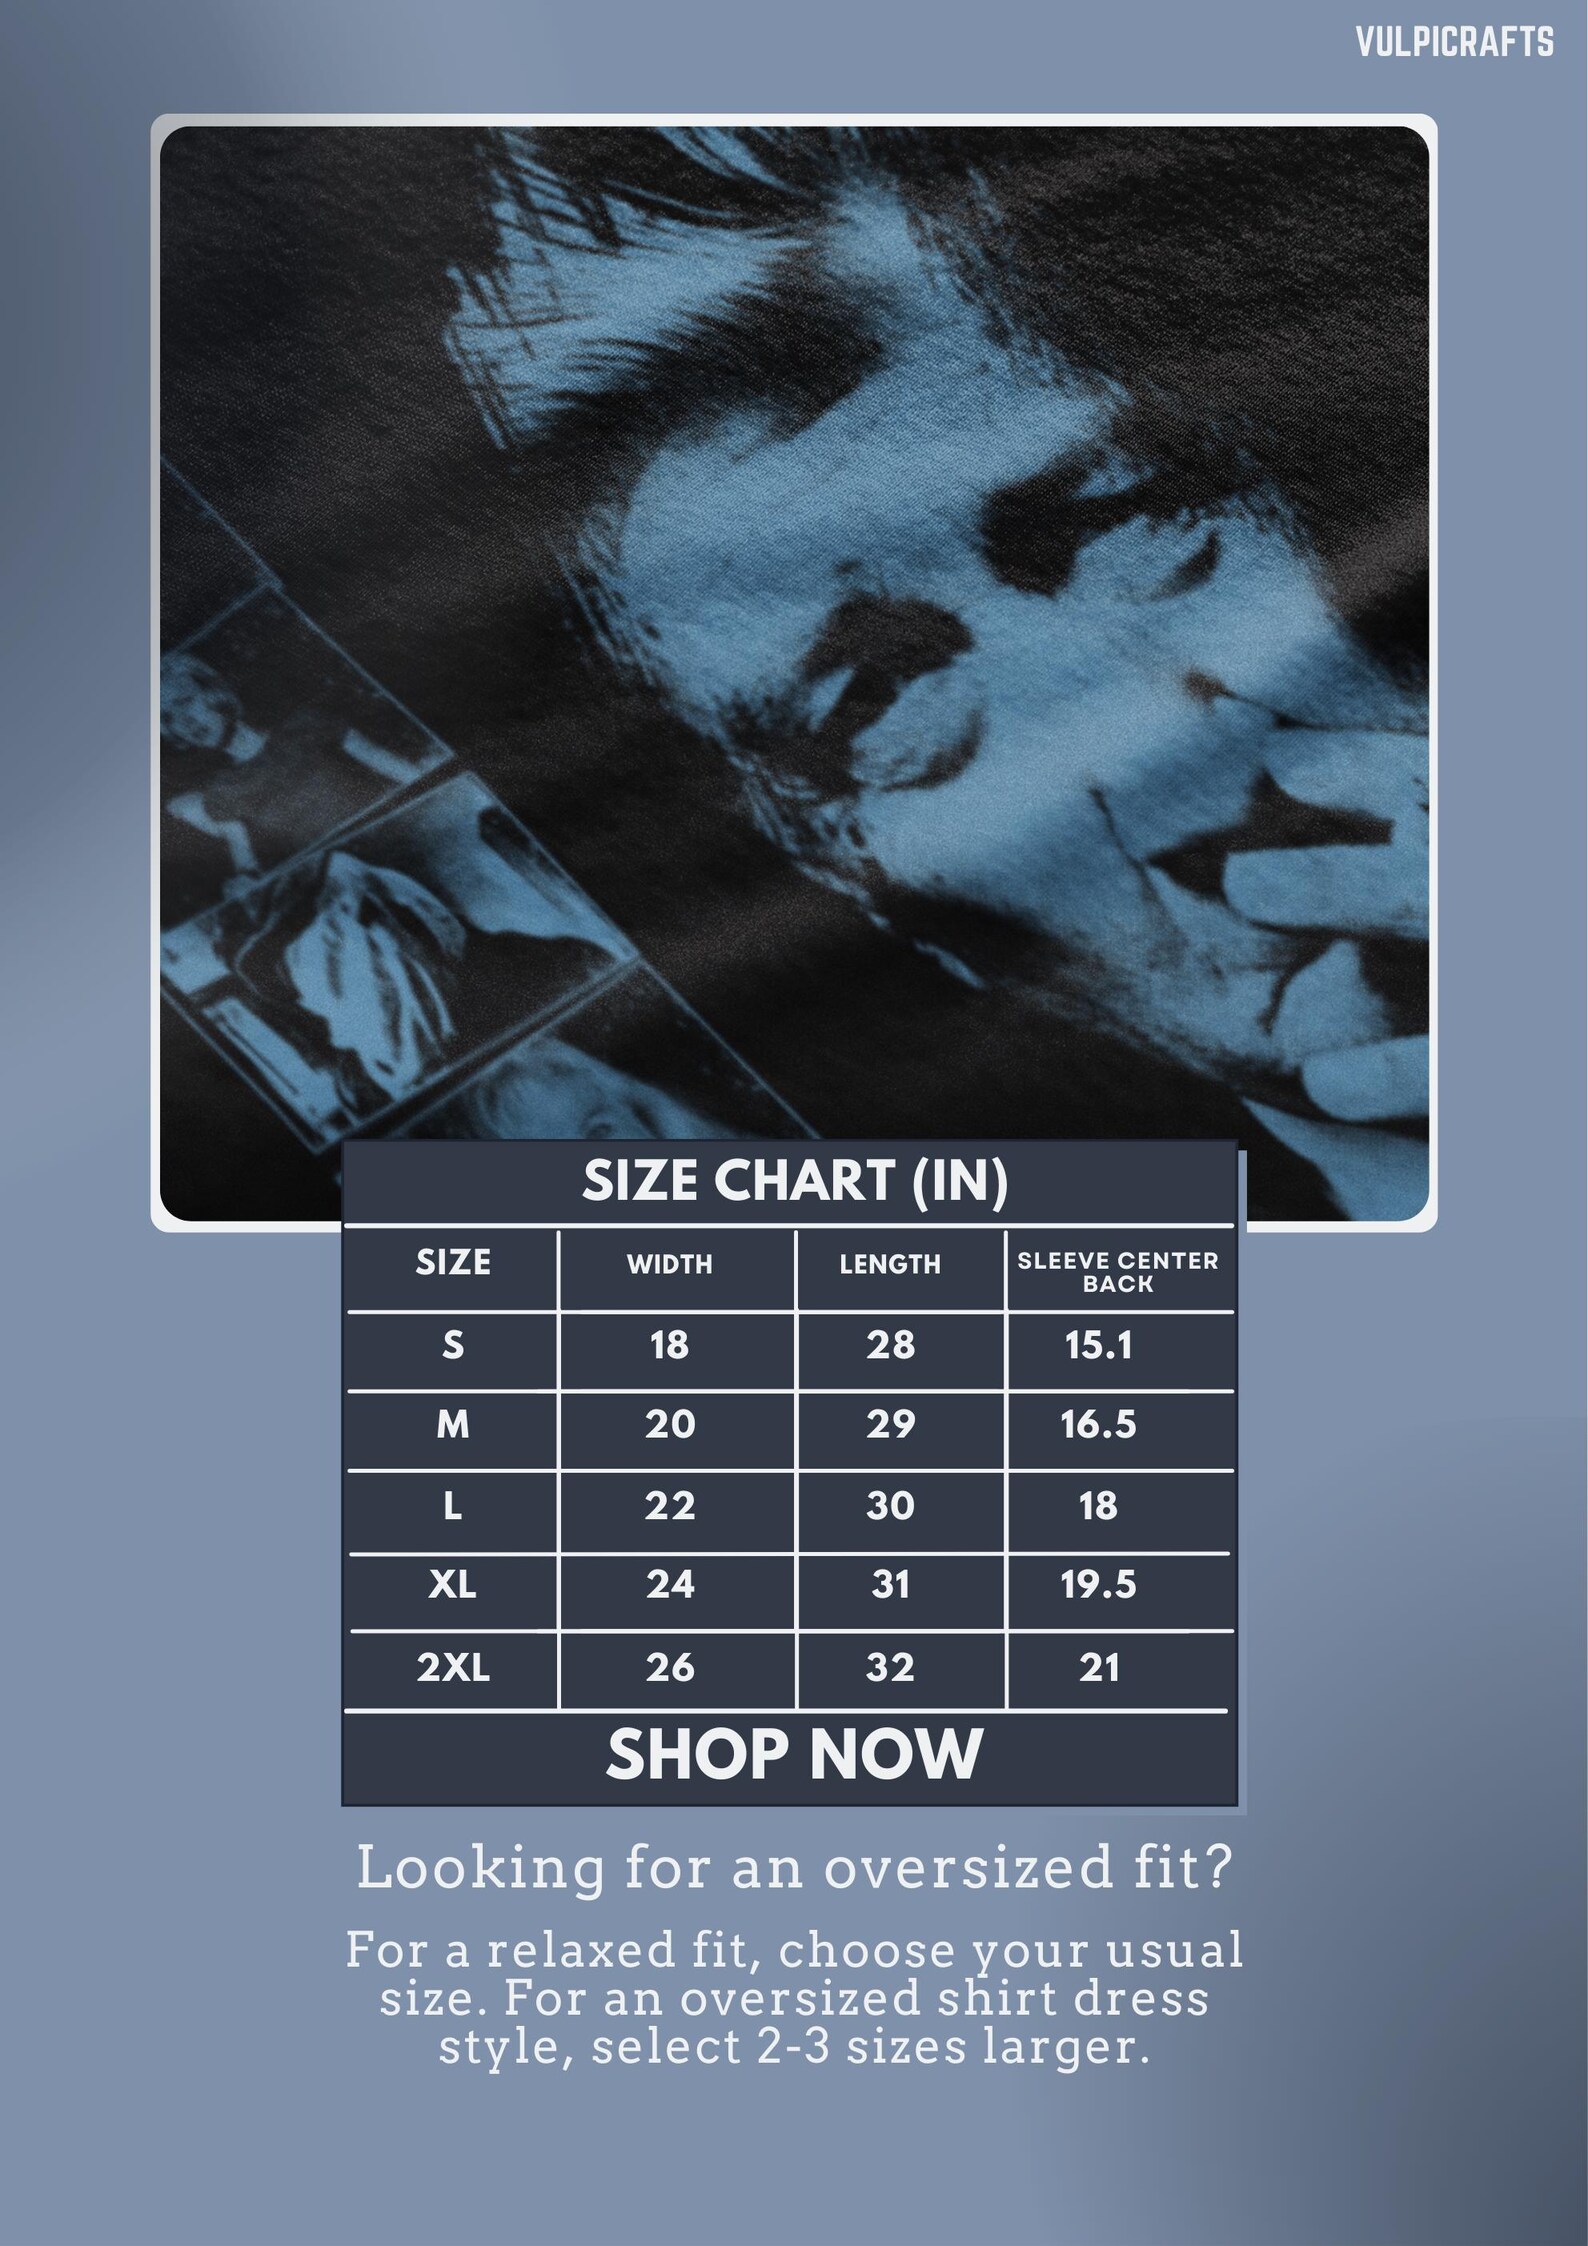 VULPICRAFTS
SIZE CHART (IN)
SIZE WIDTH LENGTH SLEEVE CENTER
BACK
S 18 28 15.1
M 20 29 16.5
L 22 30 18
XL 24 31 19.5
2XL 26 32 21
SHOP NOW
Looking for an oversized fit?
For a relaxed fit, choose your usual
size. For an oversized shirt dress
style, select 2-3 sizes larger.